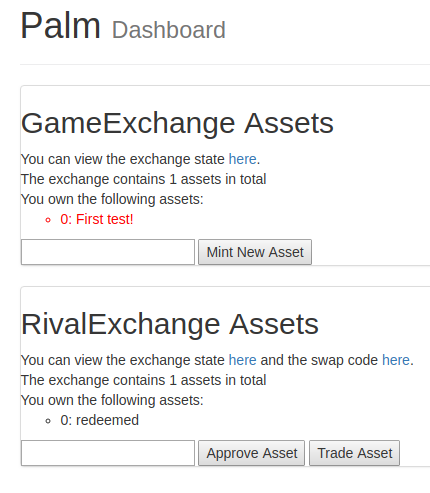 Palm Dashboard
GameExchange Assets
You can view the exchange state here.
The exchange contains 1 assets in total
You own the following assets:
0: First test!
Mint New Asset
RivalExchange Assets
You can view the exchange state here and the swap code here.
The exchange contains 1 assets in total
You own the following assets:
0: redeemed
Approve Asset Trade Asset